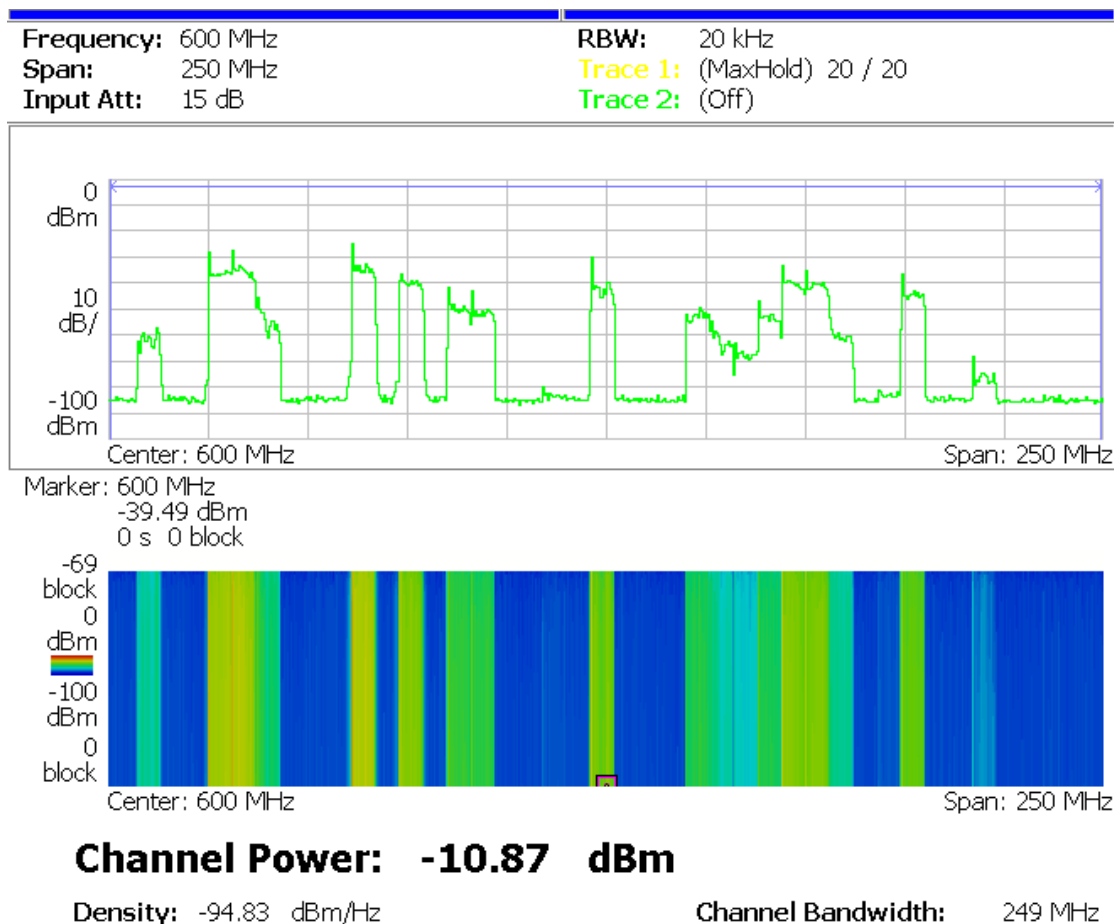 Frequency: 600 MHz RBW: 20 kHz
Span: 250 MHz Trace 1: (MaxHold) 20 / 20
Input Att: 15 dB Trace 2: (Off)
0
dBm
10
dB/
-100
dBm
Center: 600 MHz Span: 250 MHz
Marker: 600 MHz
-39.49 dBm
0 s 0 block
-69
block
0
dBm
-100
dBm
0
block
Center: 600 MHz Span: 250 MHz
Channel Power: -10.87 dBm
Density: -94.83 dBm/Hz Channel Bandwidth: 249 MHz